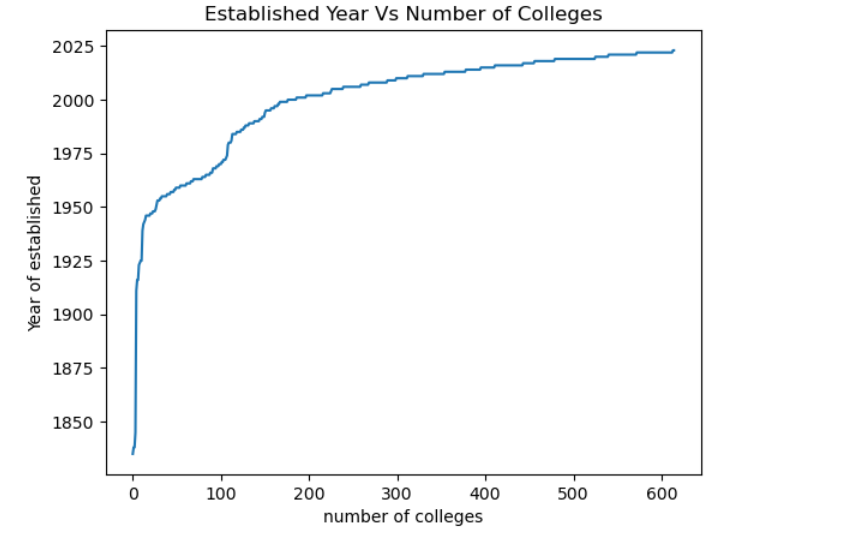 Established Year Vs Number of Colleges
2025
2000
1975
1950
1925
1900
1875
1850
Year of established
0 100 200 300 400 500 600
number of colleges